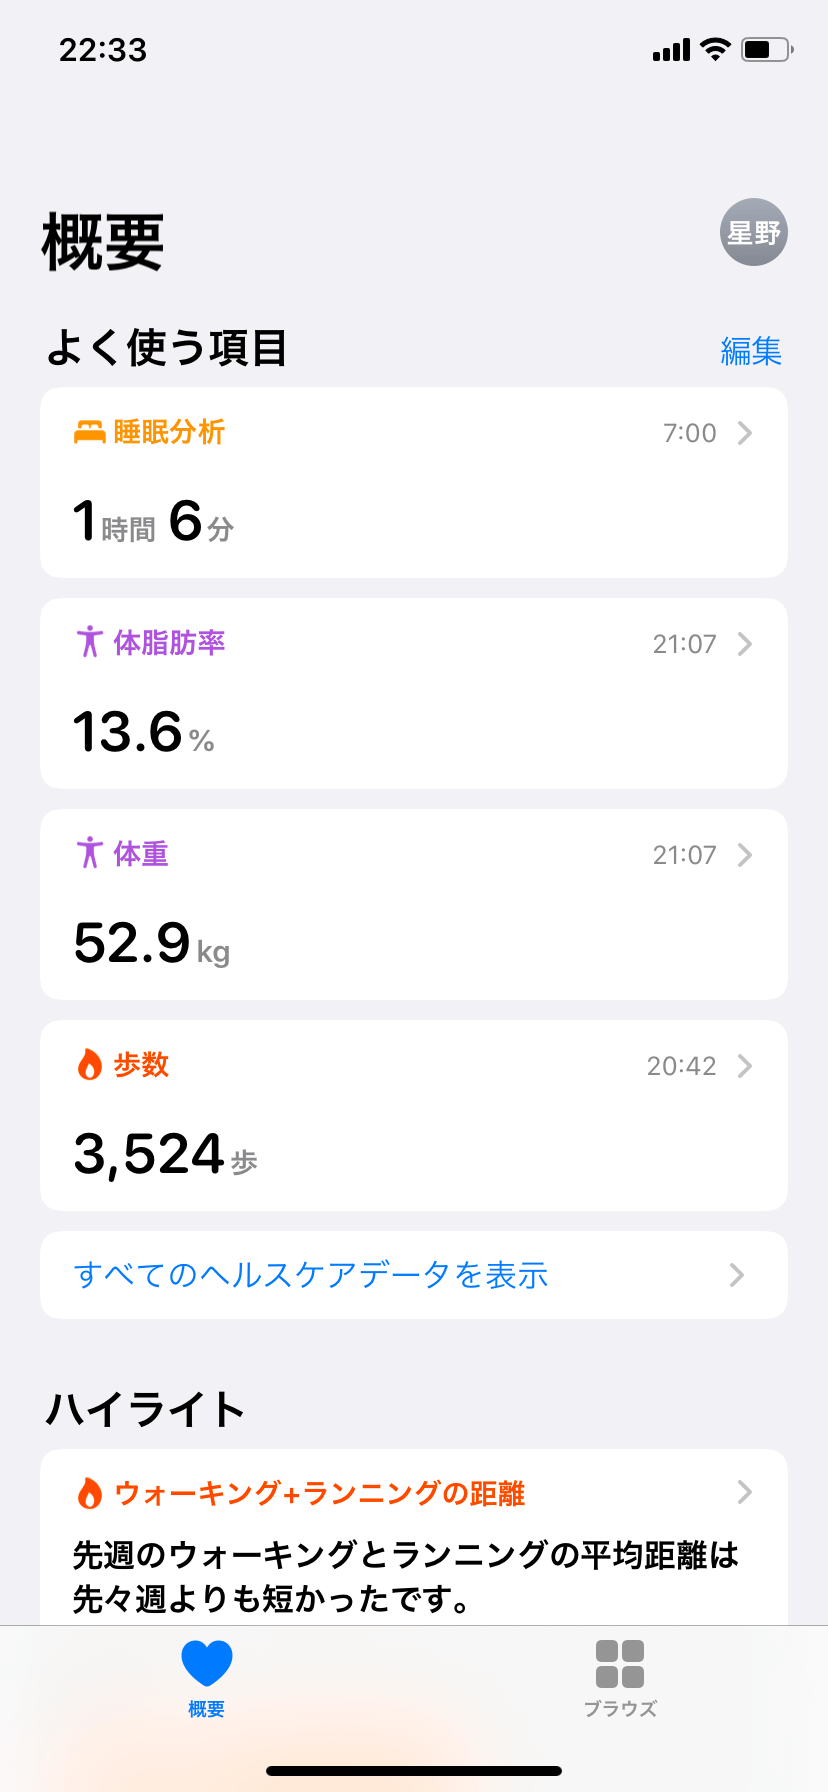 22:33
概要
星野
よく使う項目
編集
睡眠分析
7:00
1時間 6分
体脂肪率
21:07
13.6%
体重
21:07
52.9kg
歩数
20:42
3,524歩
すべてのヘルスケアデータを表示
ハイライト
ウォーキング+ランニングの距離
先週のウォーキングとランニングの平均距離は
先々週よりも短かったです。
概要
ブラウズ